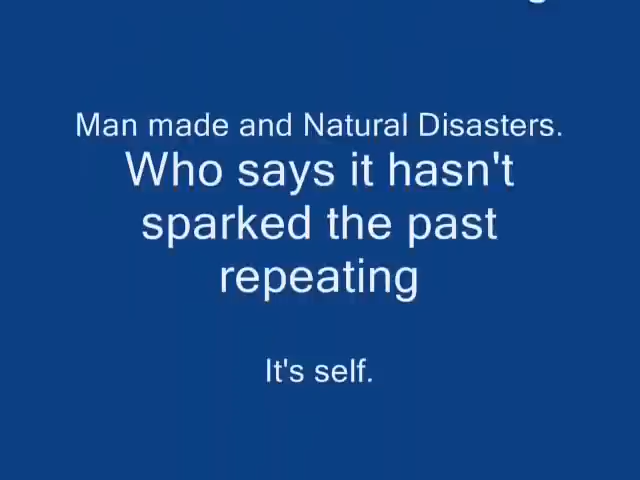 Man made and Natural Disasters.
Who says it hasn't
sparked the past
repeating
It's self.